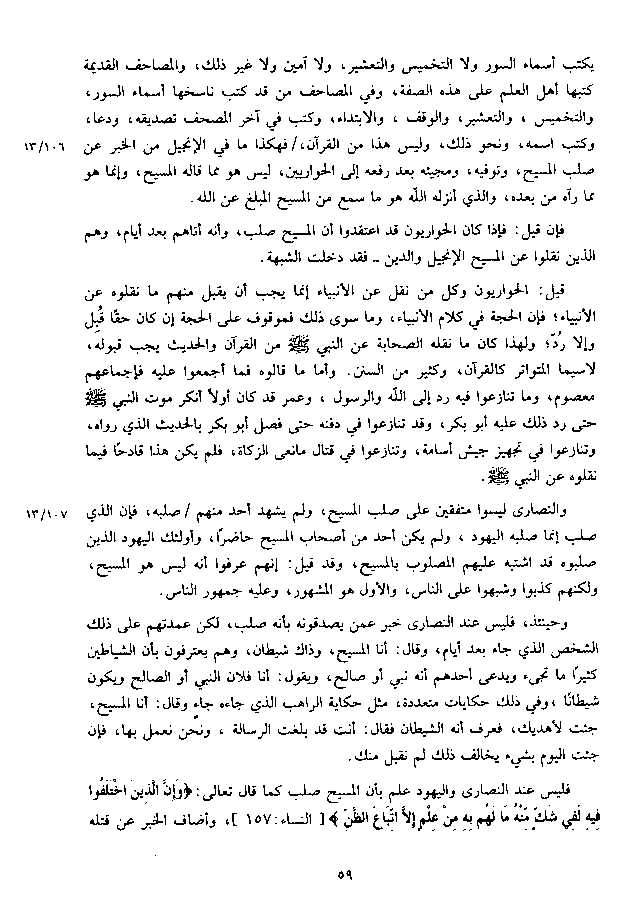 يكتب أسماء السور ولا التخميس والتعشير، ولا آمين ولا غير ذلك، والمصاحف القديمة
كتبها أهل العلم على هذه الصفة، وفي المصاحف من قد كتب ناسخها أسماء السور،
والتخميس ، والتعشير، والوقف ، والابتداء، وكتب في آخر المصحف تصديقه، ودعا،
وكتب اسمه، ونحو ذلك، وليس هذا من القرآن،/ فهكذا ما في الإنجيل من الخبر عن ١٣/١٠٦
صلب المسيح، وتوفيه، ومجيئه بعد رفعه إلى الحواريين، ليس هو مما قاله المسيح، وإنما هو
مما رآه من بعده، والذي أنزله الله هو ما سمع من المسيح المبلغ عن الله.
فإن قيل: فإذا كان الحواريون قد اعتقدوا أن المسيح صلب، وأنه أتاهم بعد أيام، وهم
الذين نقلوا عن المسيح الإنجيل والدين ــ فقد دخلت الشبهة.
قيل: الحواريون وكل من نقل عن الأنبياء إنما يجب أن يقبل منهم ما نقلوه عن
الأنبياء؛ فإن الحجة في كلام الأنبياء، وما سوى ذلك فموقوف على الحجة إن كان حقًا قُبِل
وإلا رُدَّ؛ ولهذا كان ما نقله الصحابة عن النبي ﷺ من القرآن والحديث يجب قبوله،
لاسيما المتواتر كالقرآن، وكثير من السنن. وأما ما قالوه فما أجمعوا عليه فإجماعهم
معصوم، وما تنازعوا فيه رد إلى الله والرسول ، وعمر قد كان أولاً أنكر موت النبي ﷺ
حتى رد ذلك عليه أبو بكر، وقد تنازعوا في دفنه حتى فصل أبو بكر بالحديث الذي رواه،
وتنازعوا في تجهيز جيش أسامة، وتنازعوا في قتال مانعى الزكاة، فلم يكن هذا قادحًا فيما
نقلوه عن النبي ﷺ.
والنصارى ليسوا متفقين على صلب المسيح، ولم يشهد أحد منهم / صلبه، فإن الذي ١٣/١٠٧
صلب إنما صلبه اليهود ، ولم يكن أحد من أصحاب المسيح حاضرًا، وأولئك اليهود الذين
صلبوه قد اشتبه عليهم المصلوب بالمسيح، وقد قيل: إنهم عرفوا أنه ليس هو المسيح،
ولكنهم كذبوا وشبهوا على الناس، والأول هو المشهور، وعليه جمهور الناس.
وحينئذ، فليس عند النصارى خبر عمن يصدقونه بأنه صلب، لكن عمدتهم على ذلك
الشخص الذي جاء بعد أيام، وقال: أنا المسيح، وذاك شيطان، وهم يعترفون بأن الشياطين
كثيرًا ما تجىء ويدعى أحدهم أنه نبي أو صالح، ويقول: أنا فلان النبي أو الصالح ويكون
شيطانًا ،وفي ذلك حكايات متعددة، مثل حكاية الراهب الذي جاءه جاءٍ وقال: أنا المسيح،
جئت لأهديك، فعرف أنه الشيطان فقال: أنت قد بلغت الرسالة ، ونحن نعمل بها، فإن
جئت اليوم بشيء يخالف ذلك لم نقبل منك.
فليس عند النصارى واليهود علم بأن المسيح صلب كما قال تعالى: ﴿وَإِنَّ الَّذِينَ اخْتَلَفُوا
فِيهِ لَفِي شَكٍّ مِّنْهُ مَا لَهُم بِهِ مِنْ عِلْمٍ إِلاَّ اتِّبَاعَ الظَّنِّ ﴾ [ النساء:١٥٧ ]، وأضاف الخبر عن قتله
٥٩